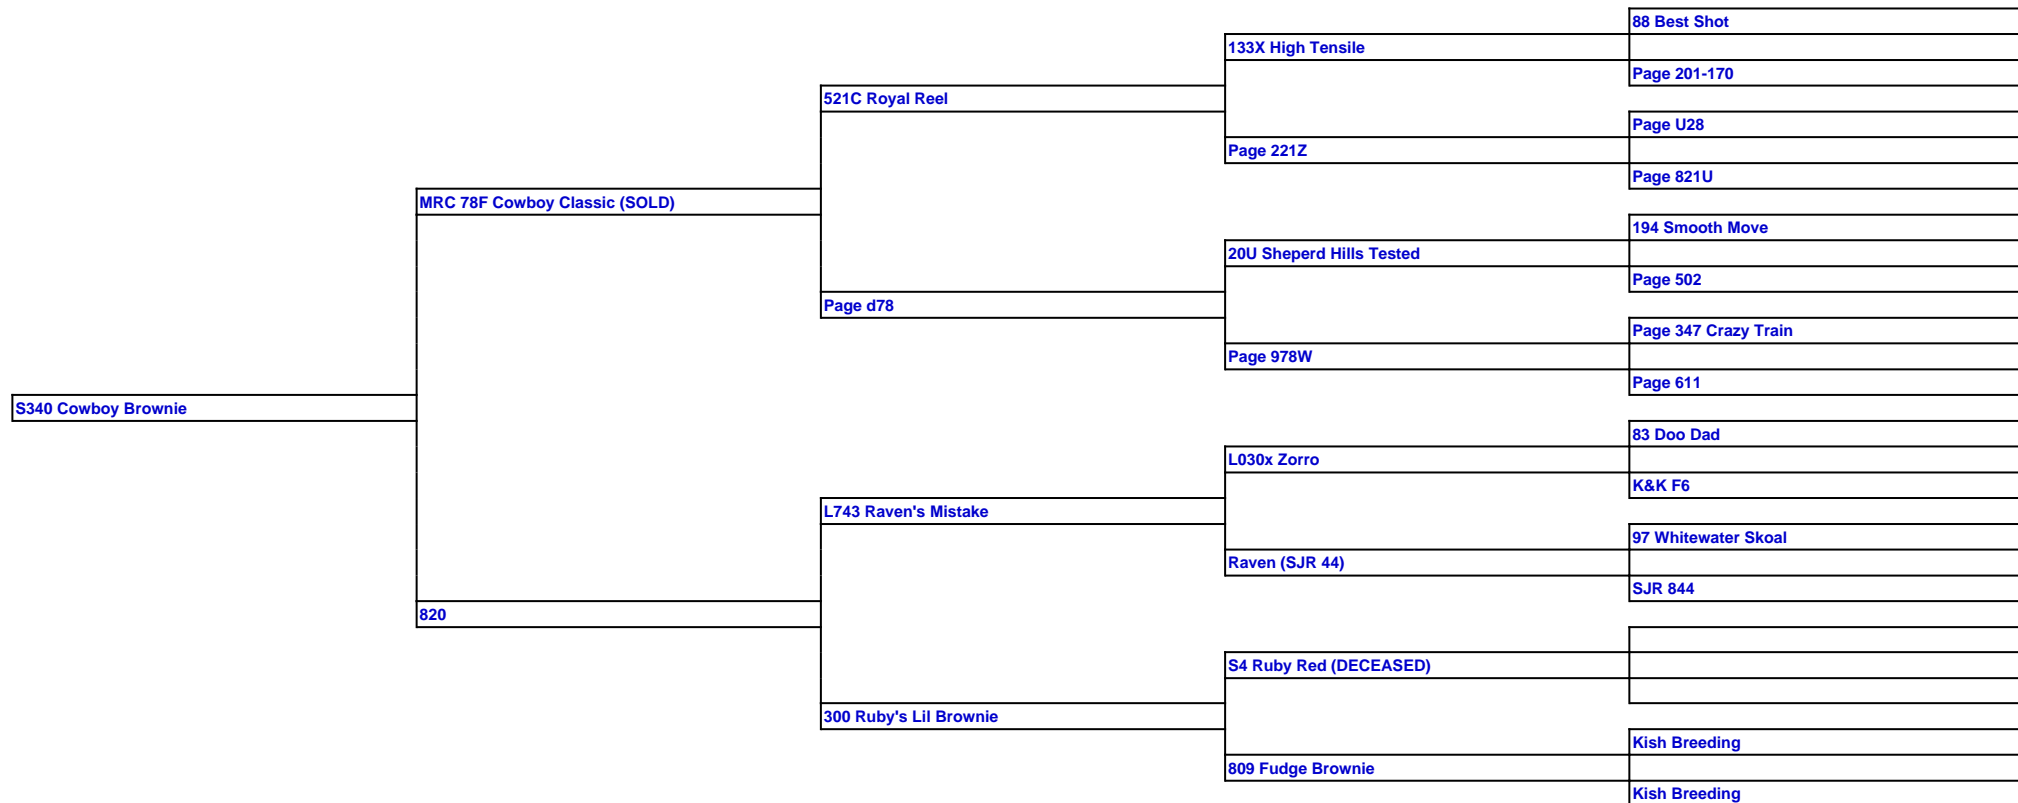 88 Best Shot
133X High Tensile
Page 201-170
521C Royal Reel
Page U28
Page 221Z
Page 821U
MRC 78F Cowboy Classic (SOLD)
194 Smooth Move
20U Sheperd Hills Tested
Page 502
Page d78
Page 347 Crazy Train
Page 978W
Page 611
S340 Cowboy Brownie
83 Doo Dad
L030x Zorro
K&K F6
L743 Raven's Mistake
97 Whitewater Skoal
Raven (SJR 44)
SJR 844
820
S4 Ruby Red (DECEASED)
300 Ruby's Lil Brownie
Kish Breeding
809 Fudge Brownie
Kish Breeding